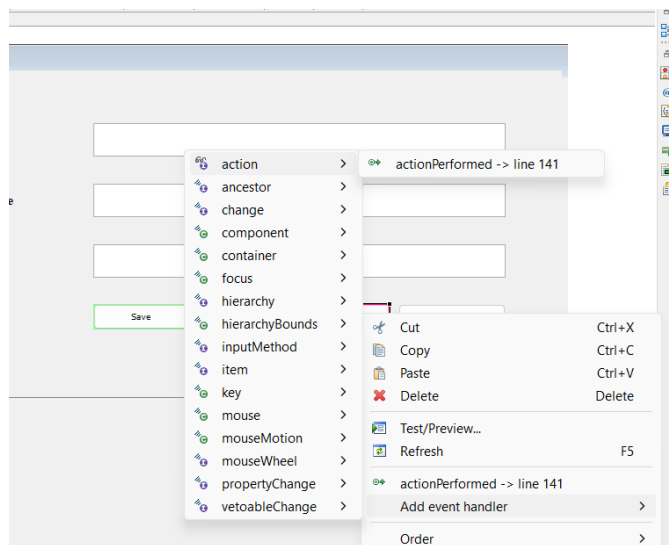 e
Save
action
ancestor
change
component
container
focus
hierarchy
hierarchyBounds
inputMethod
item
key
mouse
mouseMotion
mouseWheel
propertyChange
vetoableChange
actionPerformed -> line 141
Cut Ctrl+X
Copy Ctrl+C
Paste Ctrl+V
Delete Delete
Test/Preview...
Refresh F5
actionPerformed -> line 141
Add event handler
Order